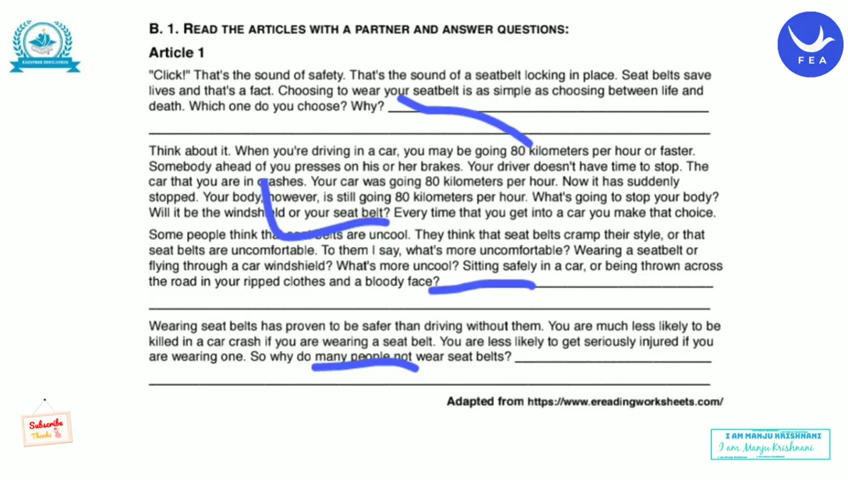 B. 1. READ THE ARTICLES WITH A PARTNER AND ANSWER QUESTIONS:
FEA
Article 1
"Click!" That's the sound of safety. That's the sound of a seatbelt locking in place. Seat belts save
lives and that's a fact. Choosing to wear your seatbelt is as simple as choosing between life and
death. Which one do you choose? Why?
Think about it. When you're driving in a car, you may be going 80 kilometers per hour or faster.
Somebody ahead of you presses on his or her brakes. Your driver doesn't have time to stop. The
car that you are in crashes. Your car was going 80 kilometers per hour. Now it has suddenly
stopped. Your body, however, is still going 80 kilometers per hour. What's going to stop your body?
Will it be the windshield or your seat belt? Every time that you get into a car you make that choice.
Some people think that seat belts are uncool. They think that seat belts cramp their style, or that
seat belts are uncomfortable. To them I say, what's more uncomfortable? Wearing a seatbelt or
flying through a car windshield? What's more uncool? Sitting safely in a car, or being thrown across
the road in your ripped clothes and a bloody face?
Wearing seat belts has proven to be safer than driving without them. You are much less likely to be
killed in a car crash if you are wearing a seat belt. You are less likely to get seriously injured if you
are wearing one. So why do many people not wear seat belts?
Adapted from https://www.ereadingworksheets.com/
Subscribe
Thanks
I AM MANJU KRISHNANI
I am Manju Krishnani